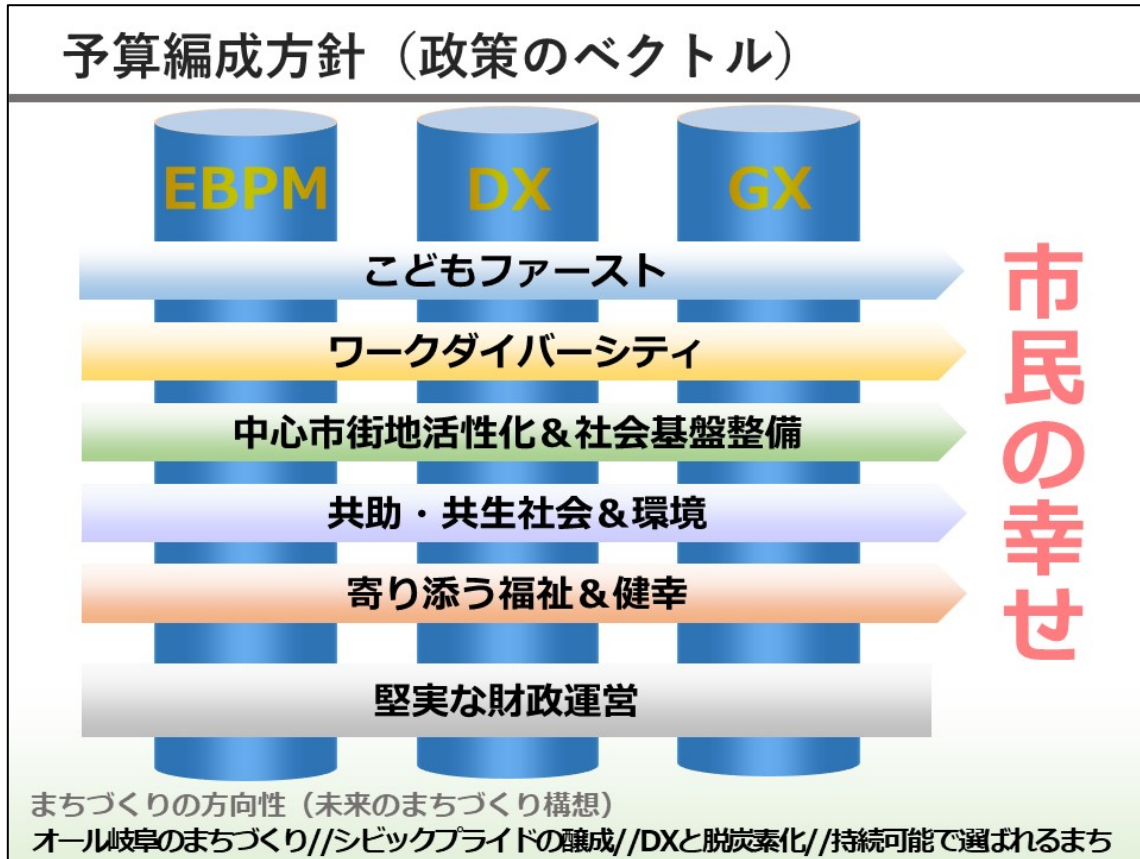 予算編成方針（政策のベクトル）
EBPM DX GX
こどもファースト
ワークダイバーシティ
中心市街地活性化＆社会基盤整備
共助・共生社会＆環境
寄り添う福祉＆健幸
堅実な財政運営
市民の幸せ
まちづくりの方向性（未来のまちづくり構想）
オール岐阜のまちづくり//シビックプライドの醸成//DXと脱炭素化//持続可能で選ばれるまち